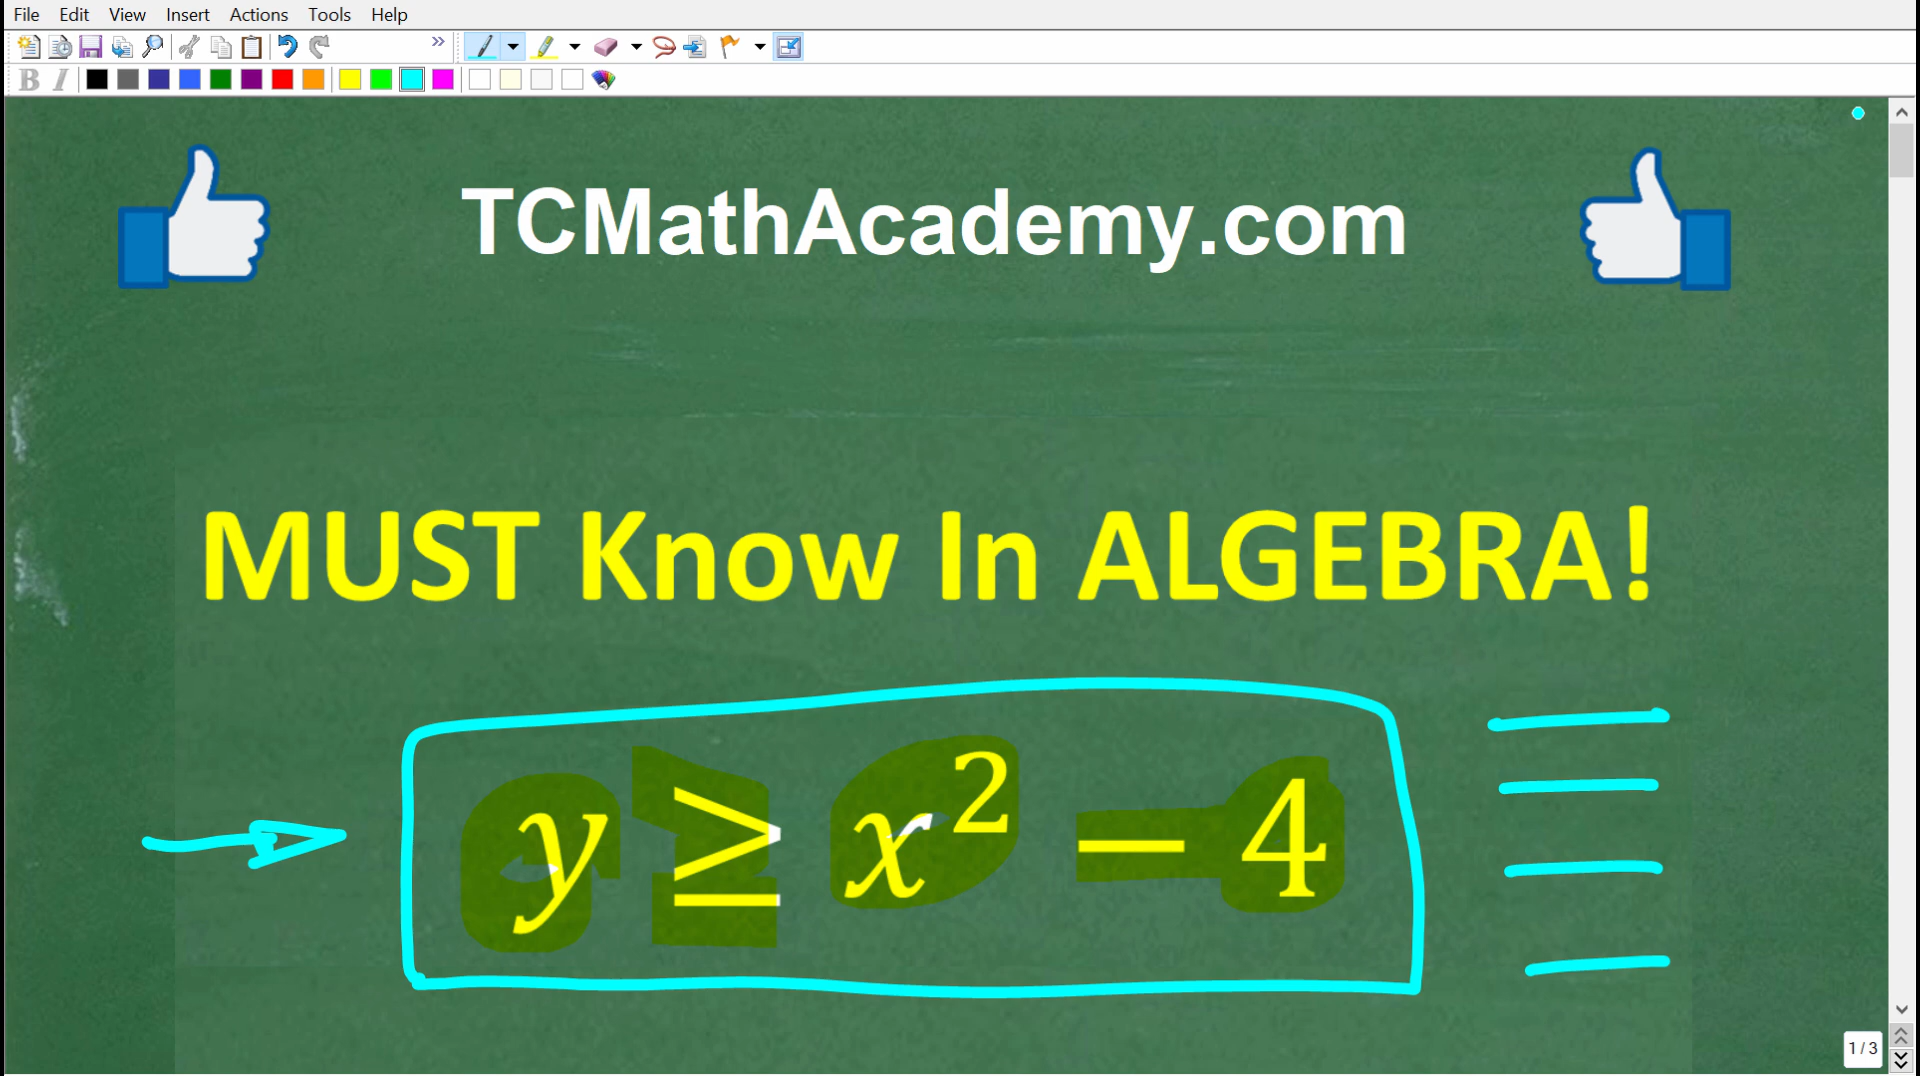 File Edit View Insert Actions Tools Help
B I
TCMathAcademy.com
MUST Know In ALGEBRA!
y ≥ x² − 4
1 / 3